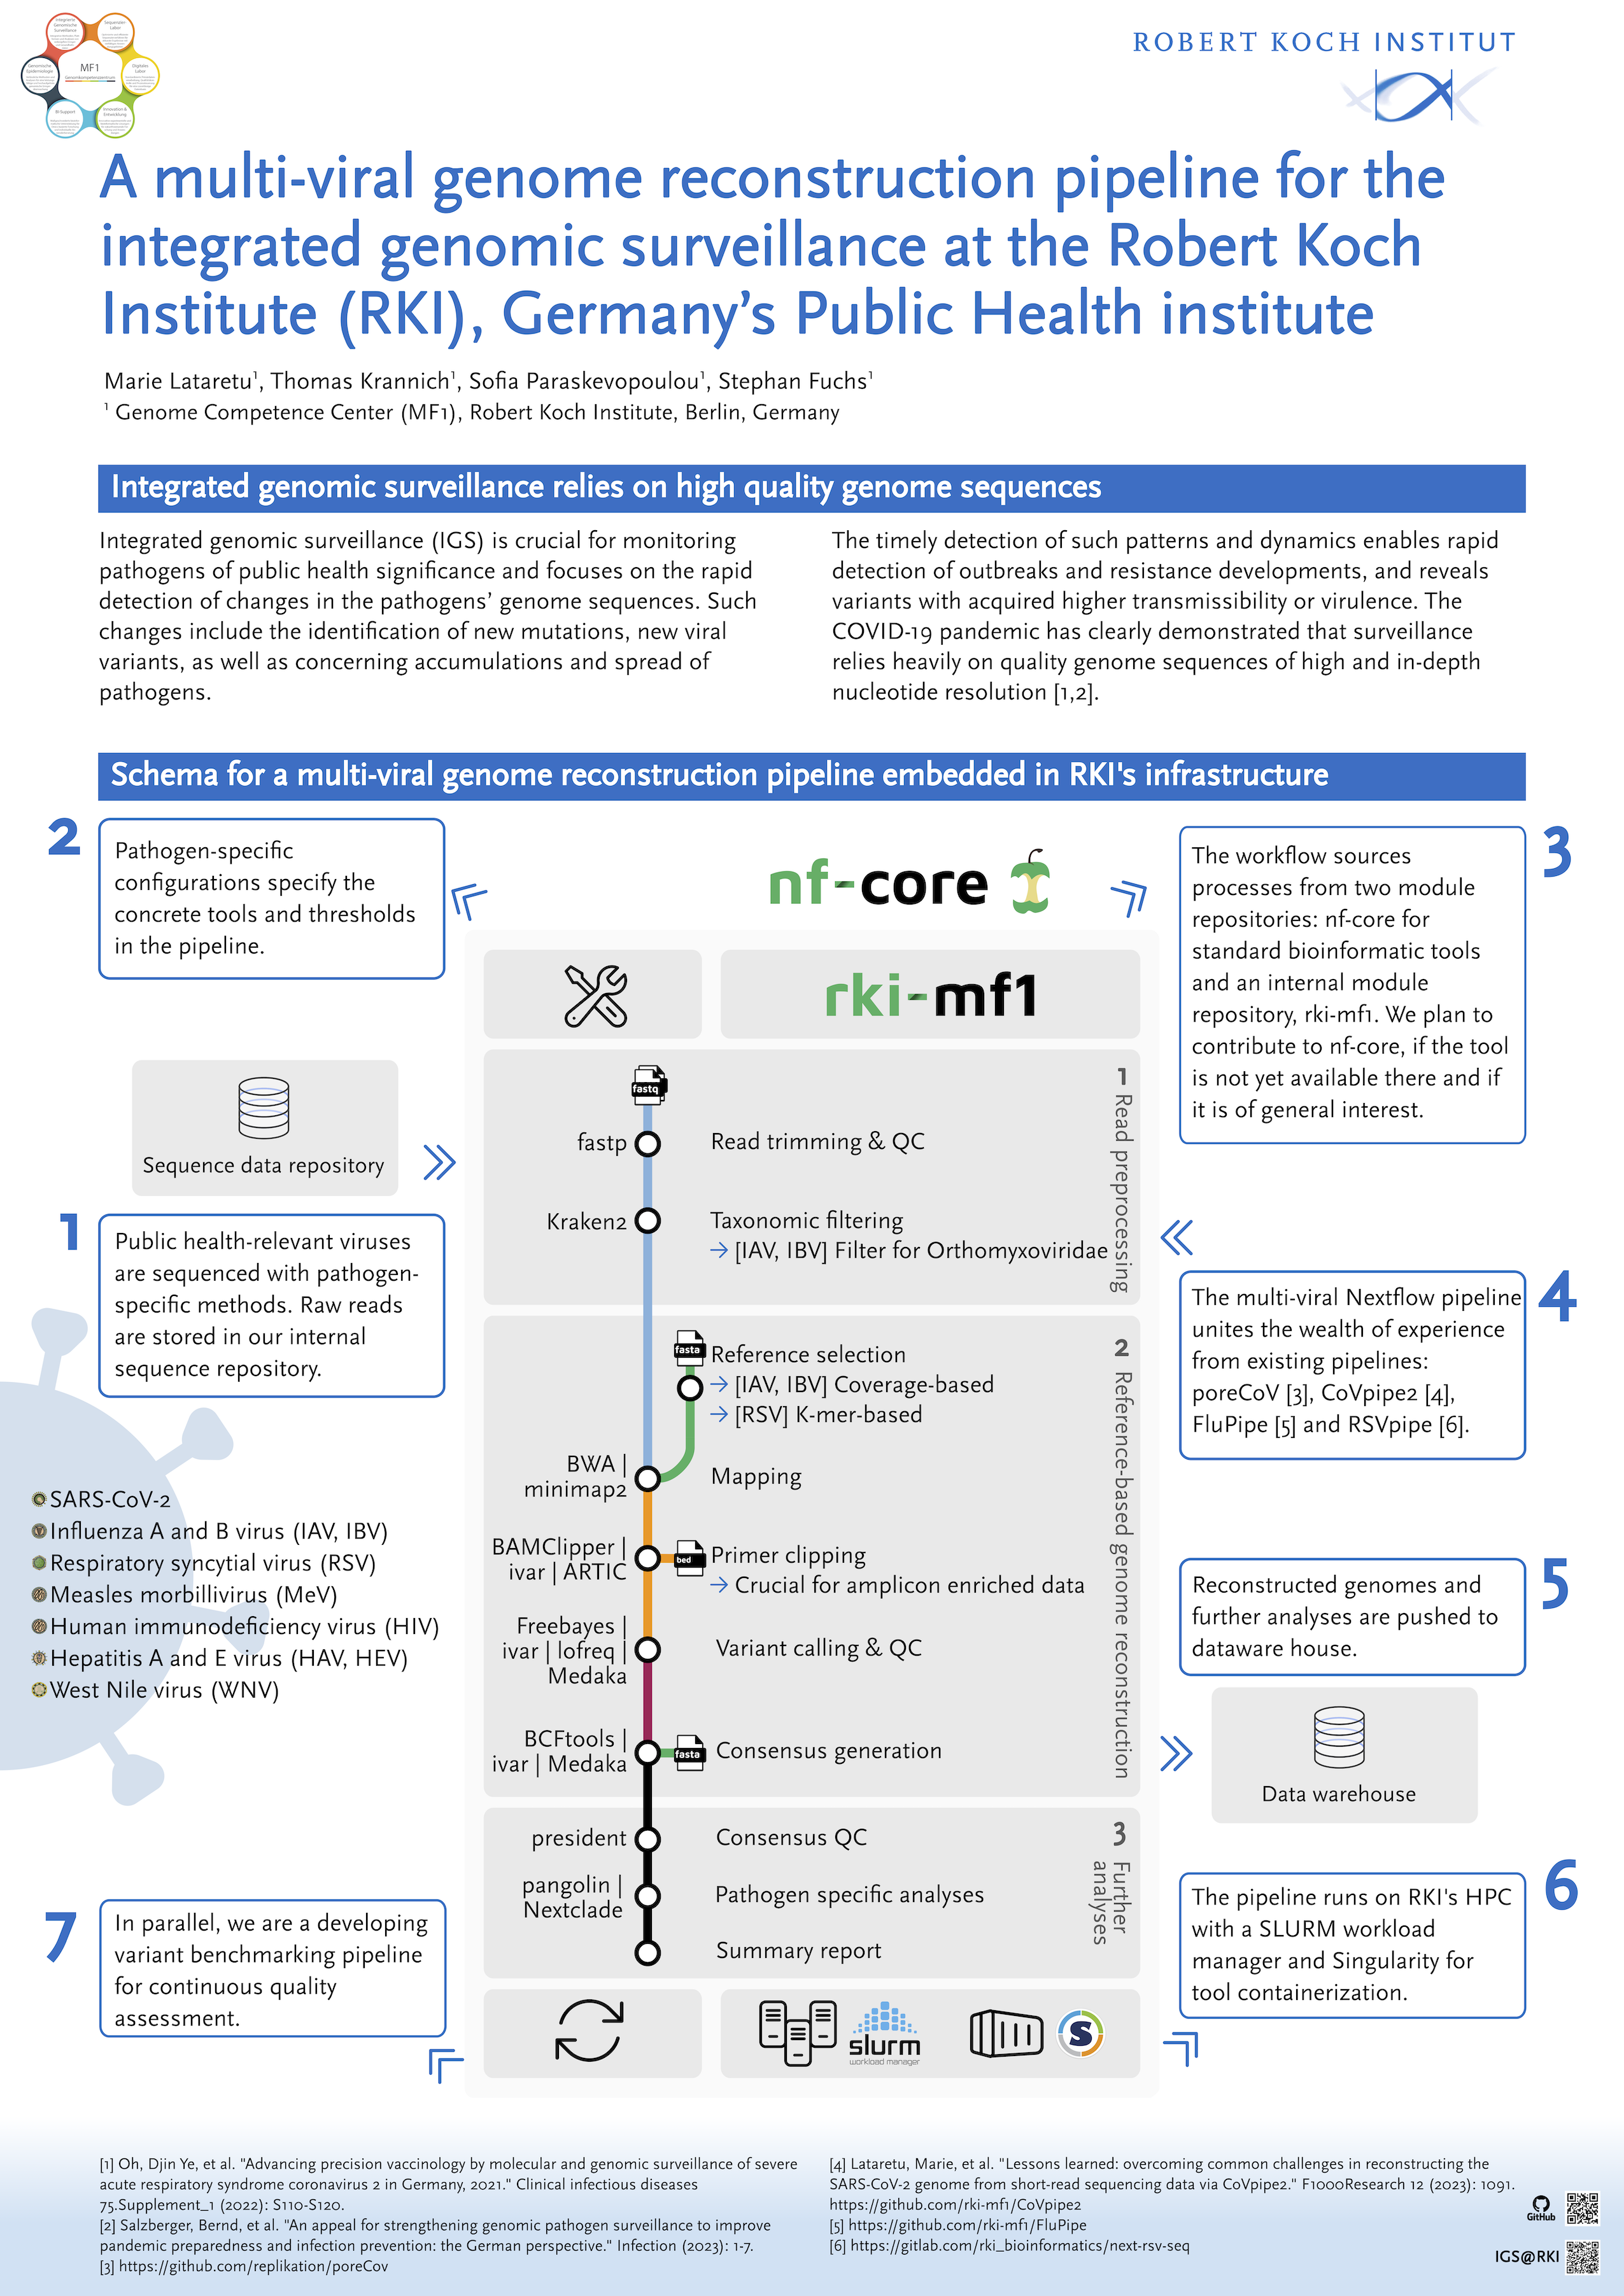 Integrierte
Genomische
Surveillance
Sequenzier-
Labor
Genomische
Epidemiologie
MF1
Genomkompetenzzentrum
Digitales
Labor
BI-Support
Innovation &
Entwicklung
ROBERT KOCH INSTITUT
A multi-viral genome reconstruction pipeline for the
integrated genomic surveillance at the Robert Koch
Institute (RKI), Germany’s Public Health institute
Marie Lataretu¹, Thomas Krannich¹, Sofia Paraskevopoulou¹, Stephan Fuchs¹
¹ Genome Competence Center (MF1), Robert Koch Institute, Berlin, Germany
Integrated genomic surveillance relies on high quality genome sequences
Integrated genomic surveillance (IGS) is crucial for monitoring
pathogens of public health significance and focuses on the rapid
detection of changes in the pathogens’ genome sequences. Such
changes include the identification of new mutations, new viral
variants, as well as concerning accumulations and spread of
pathogens.
The timely detection of such patterns and dynamics enables rapid
detection of outbreaks and resistance developments, and reveals
variants with acquired higher transmissibility or virulence. The
COVID-19 pandemic has clearly demonstrated that surveillance
relies heavily on quality genome sequences of high and in-depth
nucleotide resolution [1,2].
Schema for a multi-viral genome reconstruction pipeline embedded in RKI's infrastructure
2
Pathogen-specific
configurations specify the
concrete tools and thresholds
in the pipeline.
Sequence data repository
1
Public health-relevant viruses
are sequenced with pathogen-
specific methods. Raw reads
are stored in our internal
sequence repository.
SARS-CoV-2
Influenza A and B virus (IAV, IBV)
Respiratory syncytial virus (RSV)
Measles morbillivirus (MeV)
Human immunodeficiency virus (HIV)
Hepatitis A and E virus (HAV, HEV)
West Nile virus (WNV)
7
In parallel, we are a developing
variant benchmarking pipeline
for continuous quality
assessment.
nf-core
rki-mf1
1 Read preprocessing
fastq
fastp
Read trimming & QC
Kraken2
Taxonomic filtering
→ [IAV, IBV] Filter for Orthomyxoviridae
2 Reference-based genome reconstruction
fasta
Reference selection
→ [IAV, IBV] Coverage-based
→ [RSV] K-mer-based
BWA |
minimap2
Mapping
BAMClipper |
ivar | ARTIC
bed
Primer clipping
→ Crucial for amplicon enriched data
Freebayes |
ivar | lofreq |
Medaka
Variant calling & QC
BCFtools |
ivar | Medaka
fasta
Consensus generation
3 Further
analyses
president
Consensus QC
pangolin |
Nextclade
Pathogen specific analyses
Summary report
slurm
workload manager
S
3
The workflow sources
processes from two module
repositories: nf-core for
standard bioinformatic tools
and an internal module
repository, rki-mf1. We plan to
contribute to nf-core, if the tool
is not yet available there and if
it is of general interest.
4
The multi-viral Nextflow pipeline
unites the wealth of experience
from existing pipelines:
poreCoV [3], CoVpipe2 [4],
FluPipe [5] and RSVpipe [6].
5
Reconstructed genomes and
further analyses are pushed to
dataware house.
Data warehouse
6
The pipeline runs on RKI's HPC
with a SLURM workload
manager and Singularity for
tool containerization.
[1] Oh, Djin Ye, et al. "Advancing precision vaccinology by molecular and genomic surveillance of severe
acute respiratory syndrome coronavirus 2 in Germany, 2021." Clinical infectious diseases
75.Supplement_1 (2022): S110-S120.
[2] Salzberger, Bernd, et al. "An appeal for strengthening genomic pathogen surveillance to improve
pandemic preparedness and infection prevention: the German perspective." Infection (2023): 1-7.
[3] https://github.com/replikation/poreCov
[4] Lataretu, Marie, et al. "Lessons learned: overcoming common challenges in reconstructing the
SARS-CoV-2 genome from short-read sequencing data via CoVpipe2." F1000Research 12 (2023): 1091.
https://github.com/rki-mf1/CoVpipe2
[5] https://github.com/rki-mf1/FluPipe
[6] https://gitlab.com/rki_bioinformatics/next-rsv-seq
GitHub
IGS@RKI